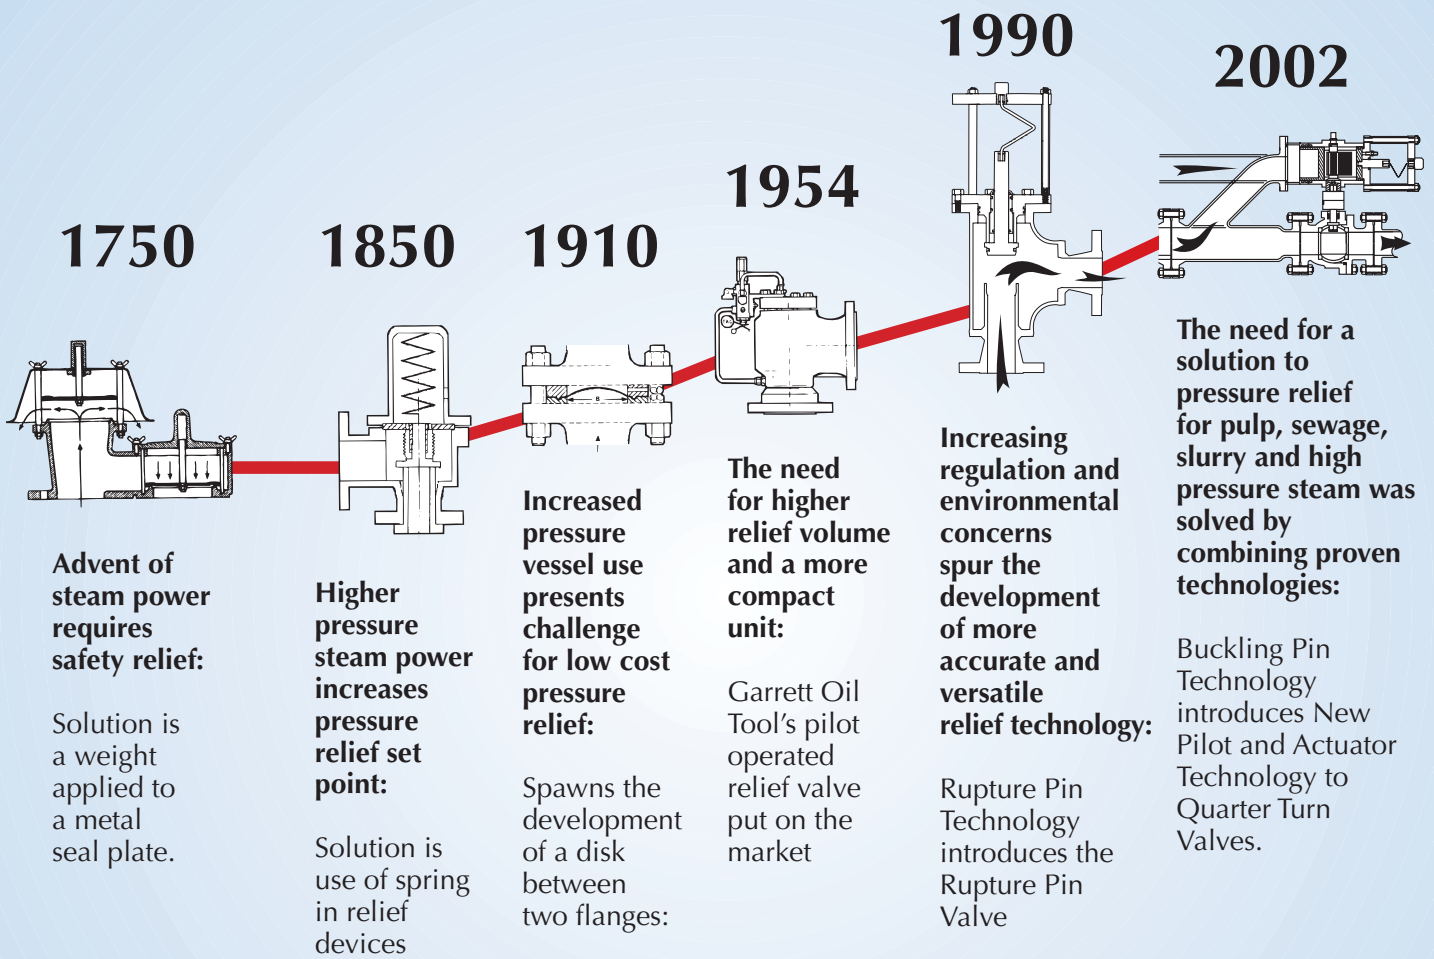 1750
Advent of
steam power
requires
safety relief:
Solution is
a weight
applied to
a metal
seal plate.
1850
Higher
pressure
steam power
increases
pressure
relief set
point:
Solution is
use of spring
in relief
devices
1910
B
Increased
pressure
vessel use
presents
challenge
for low cost
pressure
relief:
Spawns the
development
of a disk
between
two flanges:
1954
The need
for higher
relief volume
and a more
compact
unit:
Garrett Oil
Tool's pilot
operated
relief valve
put on the
market
1990
Increasing
regulation and
environmental
concerns
spur the
development
of more
accurate and
versatile
relief technology:
Rupture Pin
Technology
introduces the
Rupture Pin
Valve
2002
The need for a
solution to
pressure relief
for pulp, sewage,
slurry and high
pressure steam was
solved by
combining proven
technologies:
Buckling Pin
Technology
introduces New
Pilot and Actuator
Technology to
Quarter Turn
Valves.